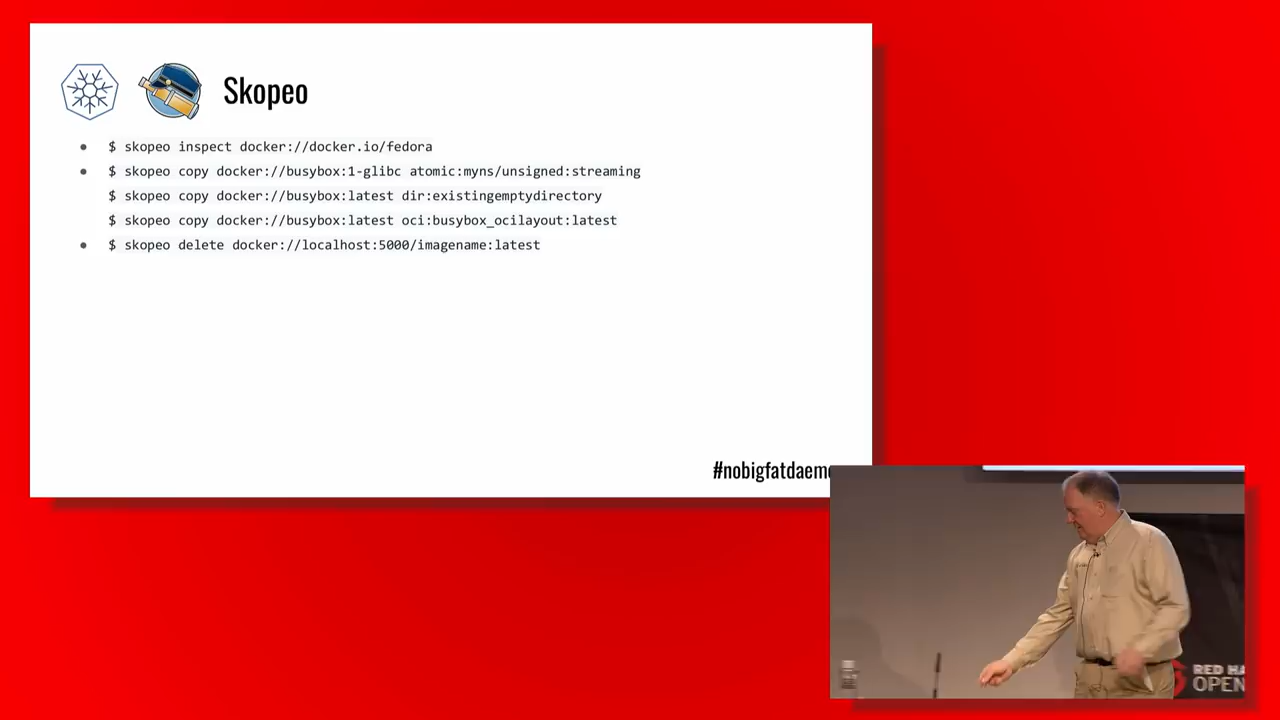 Skopeo
$ skopeo inspect docker://docker.io/fedora
$ skopeo copy docker://busybox:1-glibc atomic:myns/unsigned:streaming
$ skopeo copy docker://busybox:latest dir:existingemptydirectory
$ skopeo copy docker://busybox:latest oci:busybox_ocilayout:latest
$ skopeo delete docker://localhost:5000/imagename:latest
#nobigfatdaem
RED HA
OPEN